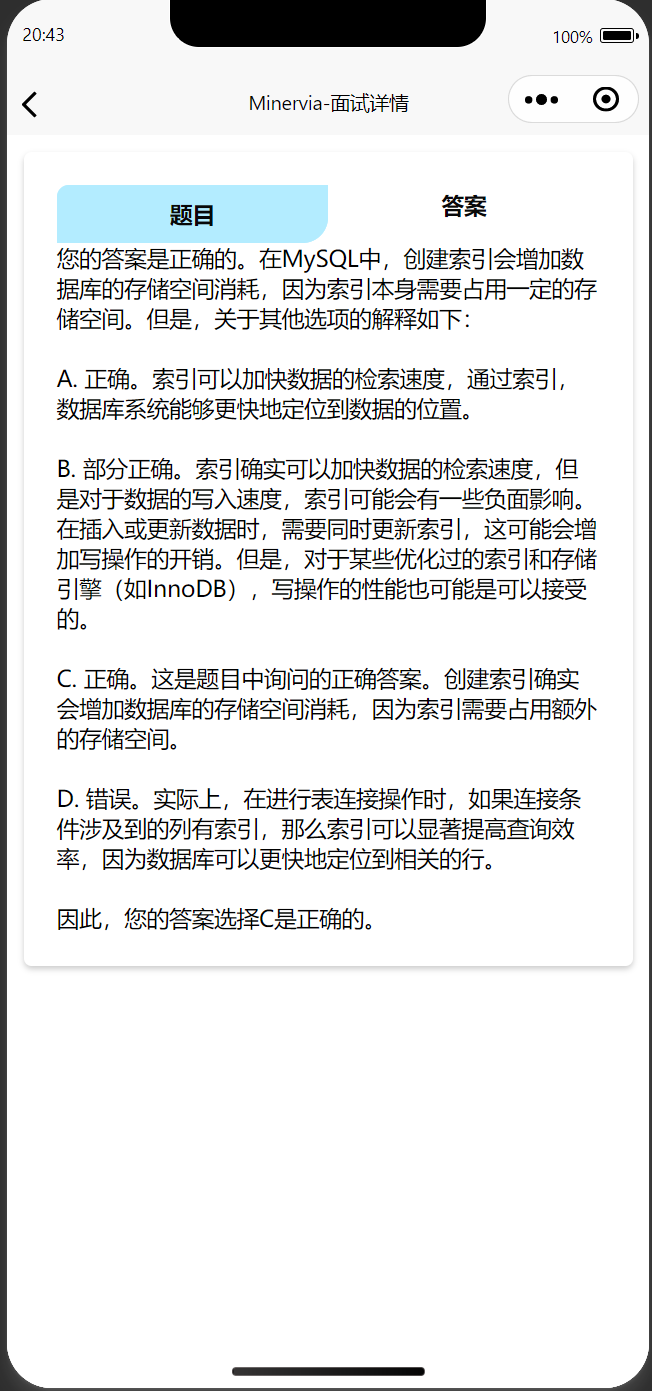 20:43
100%
Minervia-面试详情
题目
答案
您的答案是正确的。在MySQL中，创建索引会增加数
据库的存储空间消耗，因为索引本身需要占用一定的存
储空间。但是，关于其他选项的解释如下：
A. 正确。索引可以加快数据的检索速度，通过索引，
数据库系统能够更快地定位到数据的位置。
B. 部分正确。索引确实可以加快数据的检索速度，但
是对于数据的写入速度，索引可能会有一些负面影响。
在插入或更新数据时，需要同时更新索引，这可能会增
加写操作的开销。但是，对于某些优化过的索引和存储
引擎（如InnoDB），写操作的性能也可能是可以接受
的。
C. 正确。这是题目中询问的正确答案。创建索引确实
会增加数据库的存储空间消耗，因为索引需要占用额外
的存储空间。
D. 错误。实际上，在进行表连接操作时，如果连接条
件涉及到的列有索引，那么索引可以显著提高查询效
率，因为数据库可以更快地定位到相关的行。
因此，您的答案选择C是正确的。